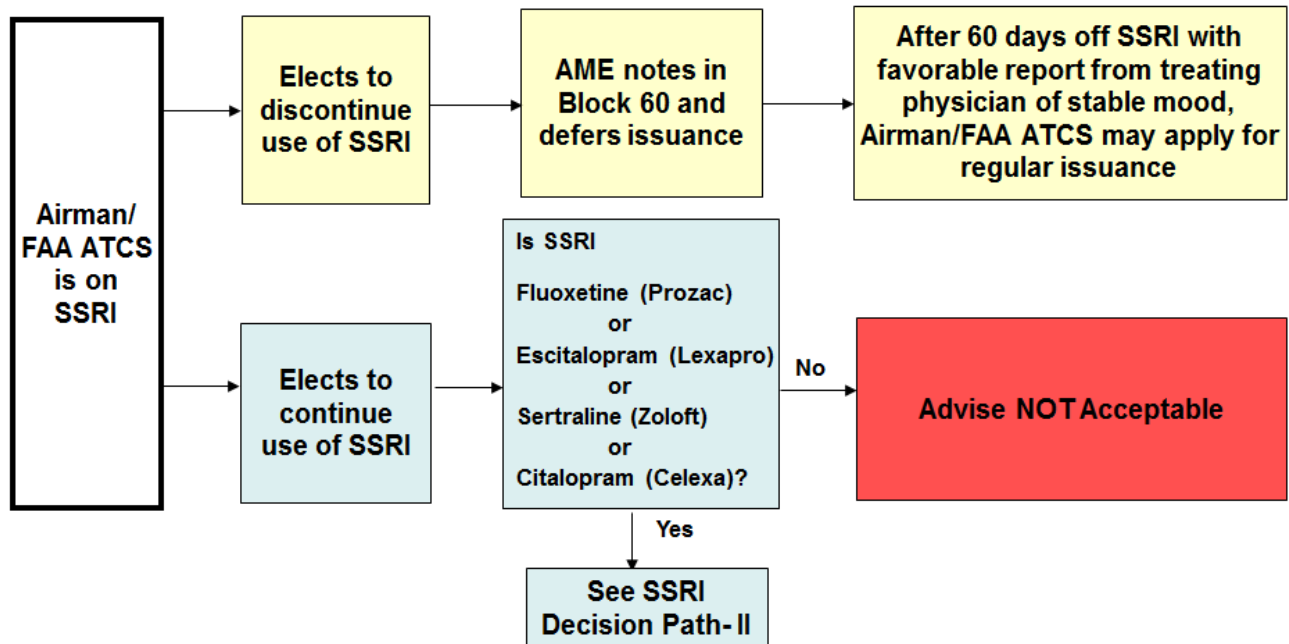 Airman/
FAA ATCS
is on
SSRI
Elects to
discontinue
use of SSRI
AME notes in
Block 60 and
defers issuance
After 60 days off SSRI with
favorable report from treating
physician of stable mood,
Airman/FAA ATCS may apply for
regular issuance
Elects to
continue
use of SSRI
Is SSRI
Fluoxetine (Prozac)
or
Escitalopram (Lexapro)
or
Sertraline (Zoloft)
or
Citalopram (Celexa)?
No
Advise NOT Acceptable
Yes
See SSRI
Decision Path- II